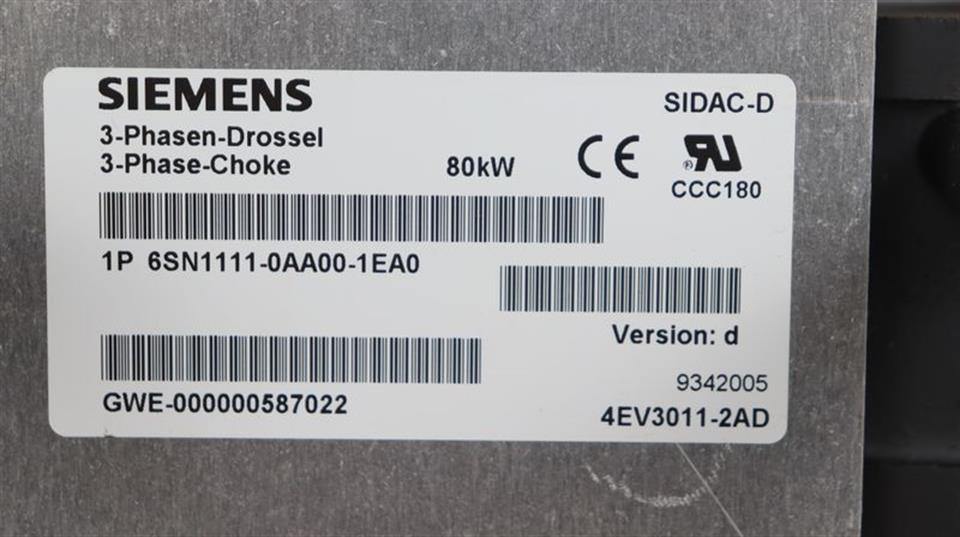 SIEMENS
SIDAC-D
3-Phasen-Drossel
3-Phase-Choke
80kW
CE
®
RU
CCC180
1P 6SN1111-0AA00-1EA0
Version: d
GWE-000000587022
9342005
4EV3011-2AD